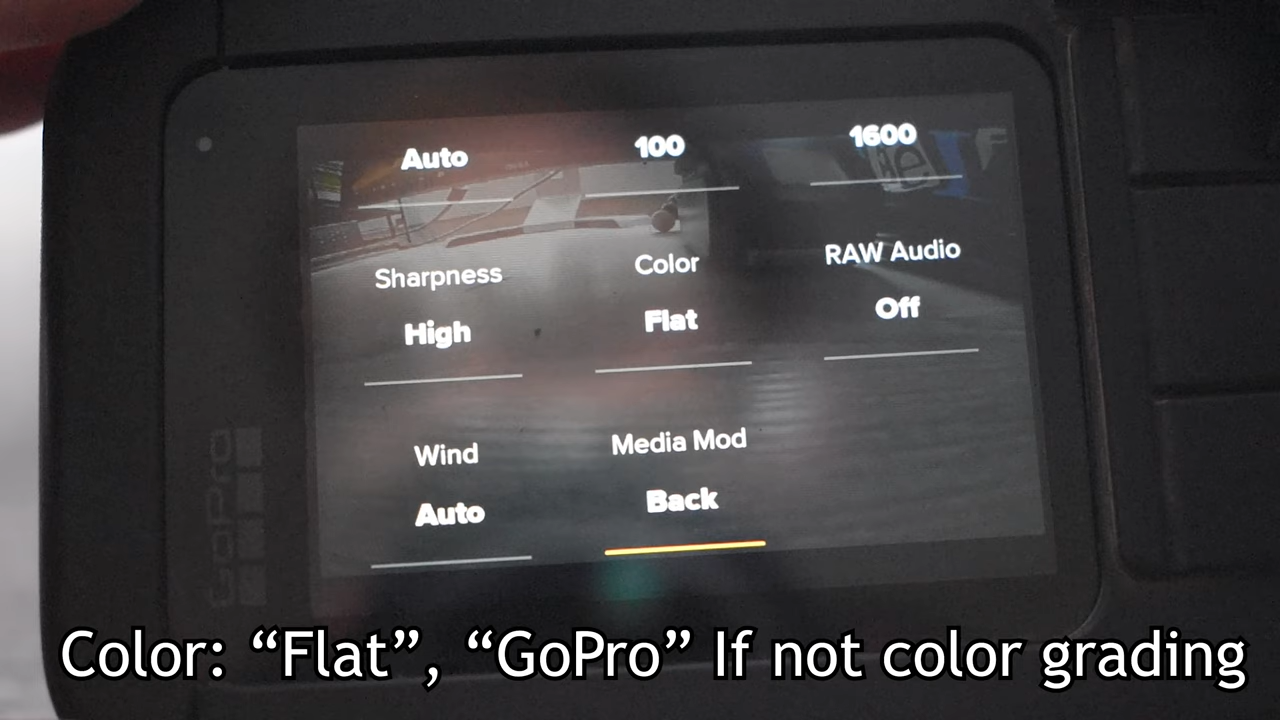 Auto 100 1600
Sharpness Color RAW Audio
High Flat Off
Wind Media Mod
Auto Back
GoPro
Color: “Flat”, “GoPro” If not color grading